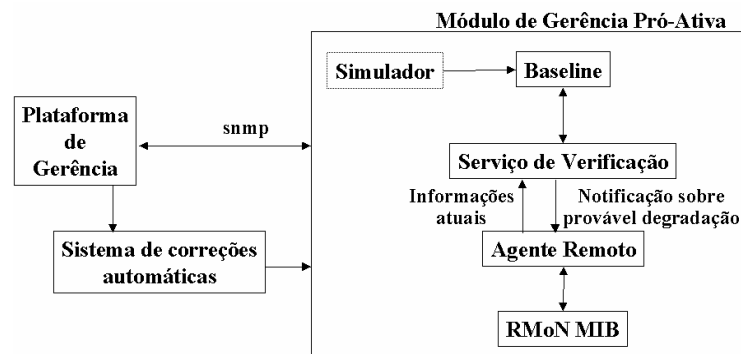 Módulo de Gerência Pró-Ativa
Simulador
Baseline
Plataforma
de
Gerência
snmp
Serviço de Verificação
Informações
atuais
Notificação sobre
provável degradação
Sistema de correções
automáticas
Agente Remoto
RMoN MIB